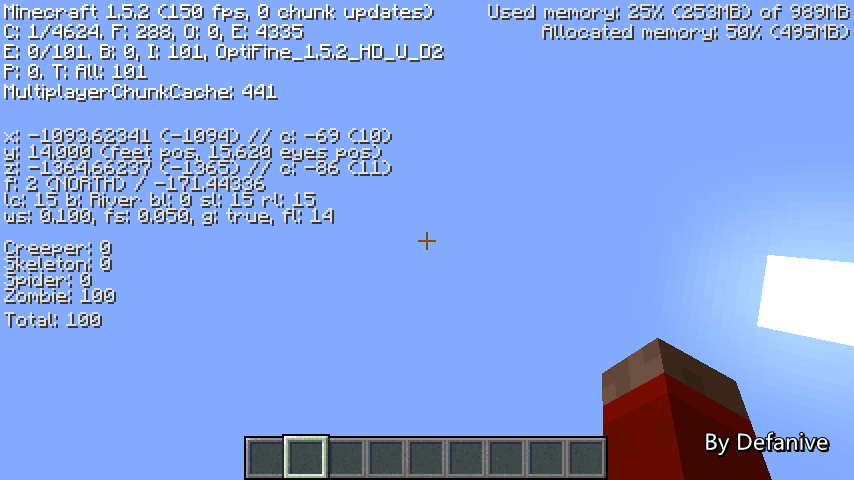 Minecraft 1.5.2 (150 fps, 0 chunk updates)
Used memory: 25% (253MB) of 989MB
C: 1/4624. F: 288, O: 0, E: 4335
Allocated memory: 50% (495MB)
E: 0/101. B: 0, I: 101, OptiFine_1.5.2_HD_U_D2
P: 0. T: All: 101
MultiplayerChunkCache: 441
x: -1093.62341 (-1094) // c: -69 (10)
y: 14.000 (feet pos, 15.620 eyes pos)
z: -1364.66237 (-1365) // c: -86 (11)
f: 2 (NORTH) / -171.44336
lc: 15 b: River bl: 0 sl: 15 rl: 15
ws: 0.100, fs: 0.050, g: true, fl: 14
Creeper: 0
Skeleton: 0
Spider: 0
Zombie: 100
Total: 100
By Defanive